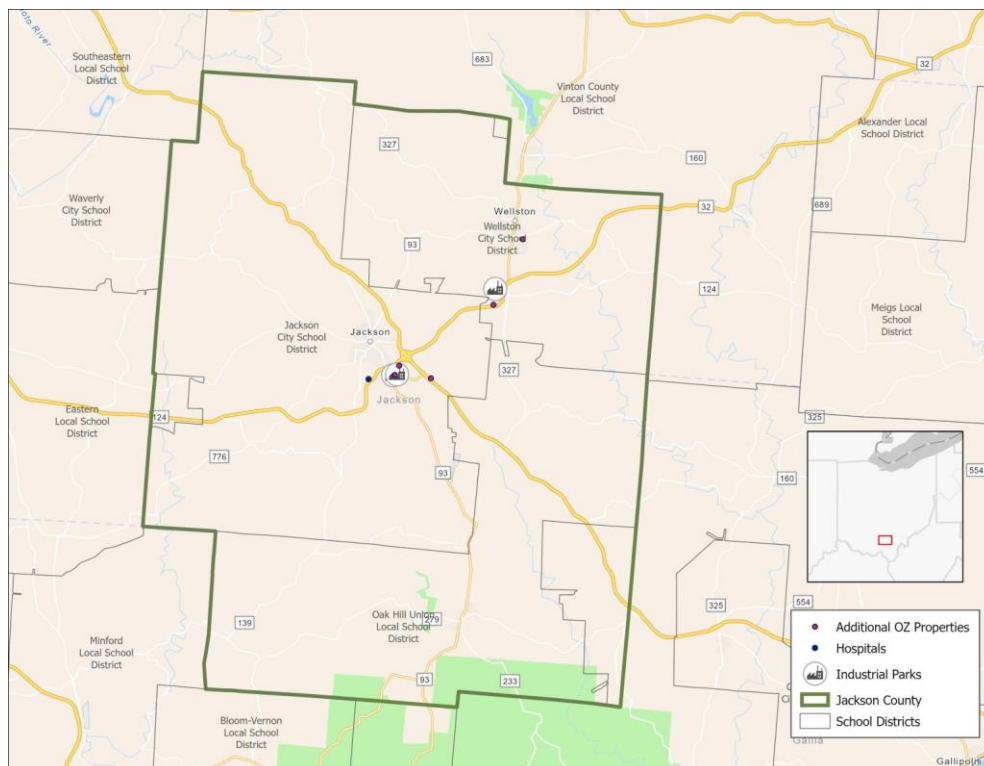 oto River
Southeastern
Local School
District
683
32
Vinton County
Local School
District
Alexander Local
School District
327
160
Waverly
City School
District
32
689
Wellston
Wellston
City School
District
93
124
Meigs Local
School
District
Jackson
City School
District
Jackson
327
Jackson
Eastern
Local School
District
124
325
776
93
160
554
Oak Hill Union
Local School
District
279
139
325
554
Minford
Local School
District
93
233
Bloom-Vernon
Local School
District
Additional OZ Properties
Hospitals
Industrial Parks
Jackson County
School Districts
Gallia
Gallipolis